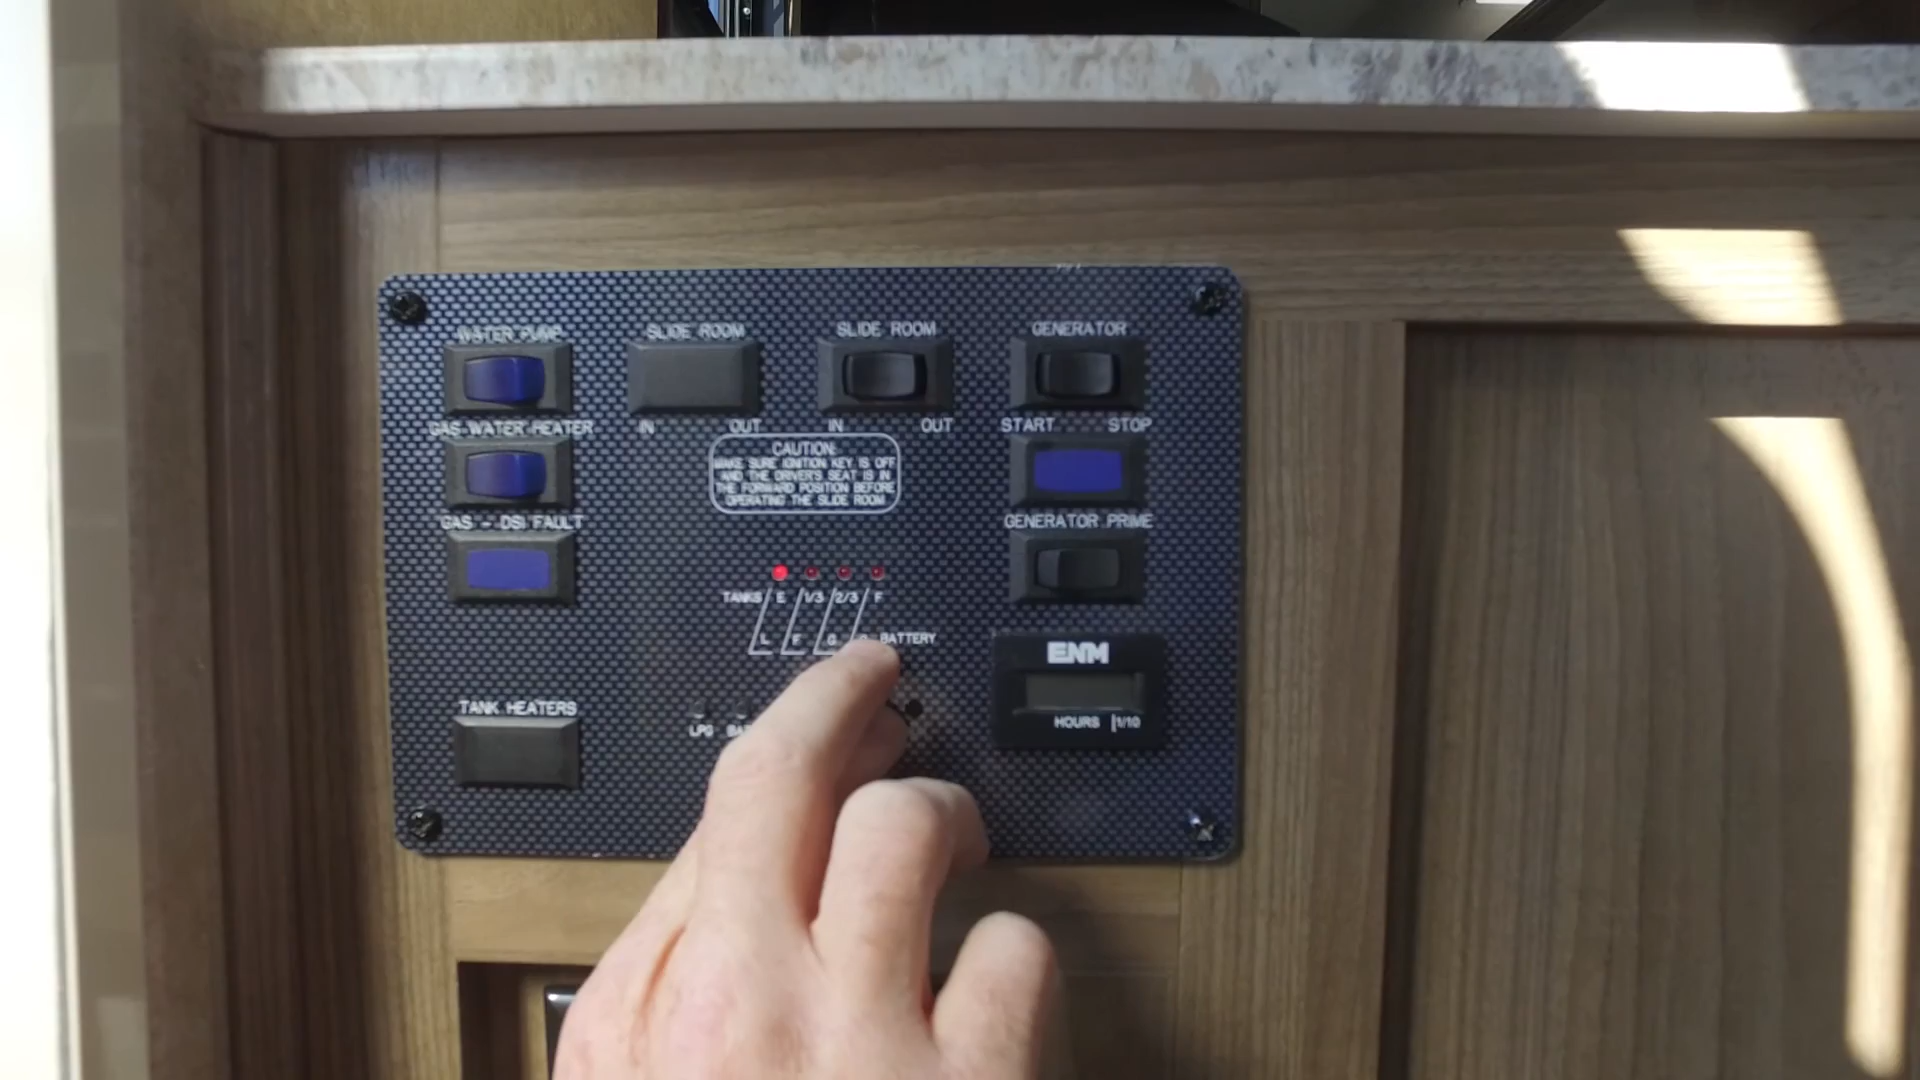 WATER PUMP
SLIDE ROOM
SLIDE ROOM
GENERATOR
IN OUT
IN OUT
START STOP
GAS WATER HEATER
CAUTION:
MAKE SURE IGNITION KEY IS OFF
AND THE DRIVER'S SEAT IS IN
THE FORWARD POSITION BEFORE
OPERATING THE SLIDE ROOM
GAS - DSI FAULT
GENERATOR PRIME
TANKS E 1/3 2/3 F
L F G BATTERY
ENM
HOURS 1/10
TANK HEATERS
LPG